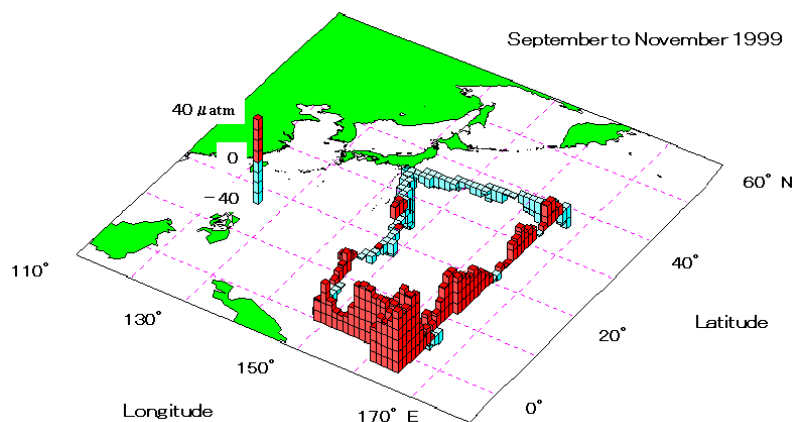 September to November 1999
40 μatm
0
-40
60° N
40°
20°
0°
Latitude
110°
130°
150°
170° E
Longitude